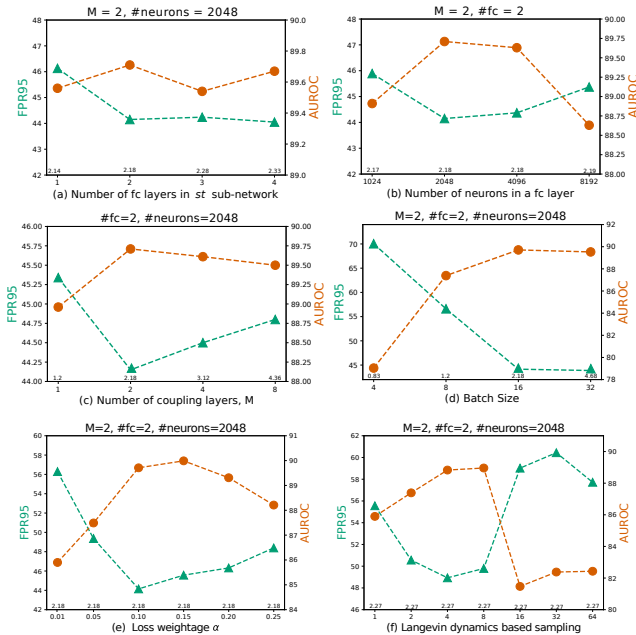 M = 2, #neurons = 2048
48 47 46 45 44 43 42
FPR95
90.0 89.8 89.6 89.4 89.2 89.0
AUROC
2.14 2.18 2.28 2.33
1 2 3 4
(a) Number of fc layers in st sub-network
M = 2, #fc = 2
48 47 46 45 44 43 42
FPR95
90.00 89.75 89.50 89.25 89.00 88.75 88.50 88.25 88.00
AUROC
2.17 2.18 2.18 2.19
1024 2048 4096 8192
(b) Number of neurons in a fc layer
#fc=2, #neurons=2048
46.00 45.75 45.50 45.25 45.00 44.75 44.50 44.25 44.00
FPR95
90.00 89.75 89.50 89.25 89.00 88.75 88.50 88.25 88.00
AUROC
1.2 2.18 3.12 4.36
1 2 4 8
(c) Number of coupling layers, M
M=2, #fc=2, #neurons=2048
70 65 60 55 50 45
FPR95
92 90 88 86 84 82 80 78
AUROC
0.83 1.2 2.18 4.68
4 8 16 32
(d) Batch Size
M=2, #fc=2, #neurons=2048
60 58 56 54 52 50 48 46 44 42
FPR95
91 90 89 88 87 86 85 84
AUROC
2.18 2.18 2.18 2.18 2.18 2.18
0.01 0.05 0.10 0.15 0.20 0.25
(e) Loss weightage α
M=2, #fc=2, #neurons=2048
62 60 58 56 54 52 50 48 46
FPR95
90 88 86 84 82 80
AUROC
2.27 2.27 2.27 2.27 2.27 2.27 2.27
1 2 4 8 16 32 64
(f) Langevin dynamics based sampling